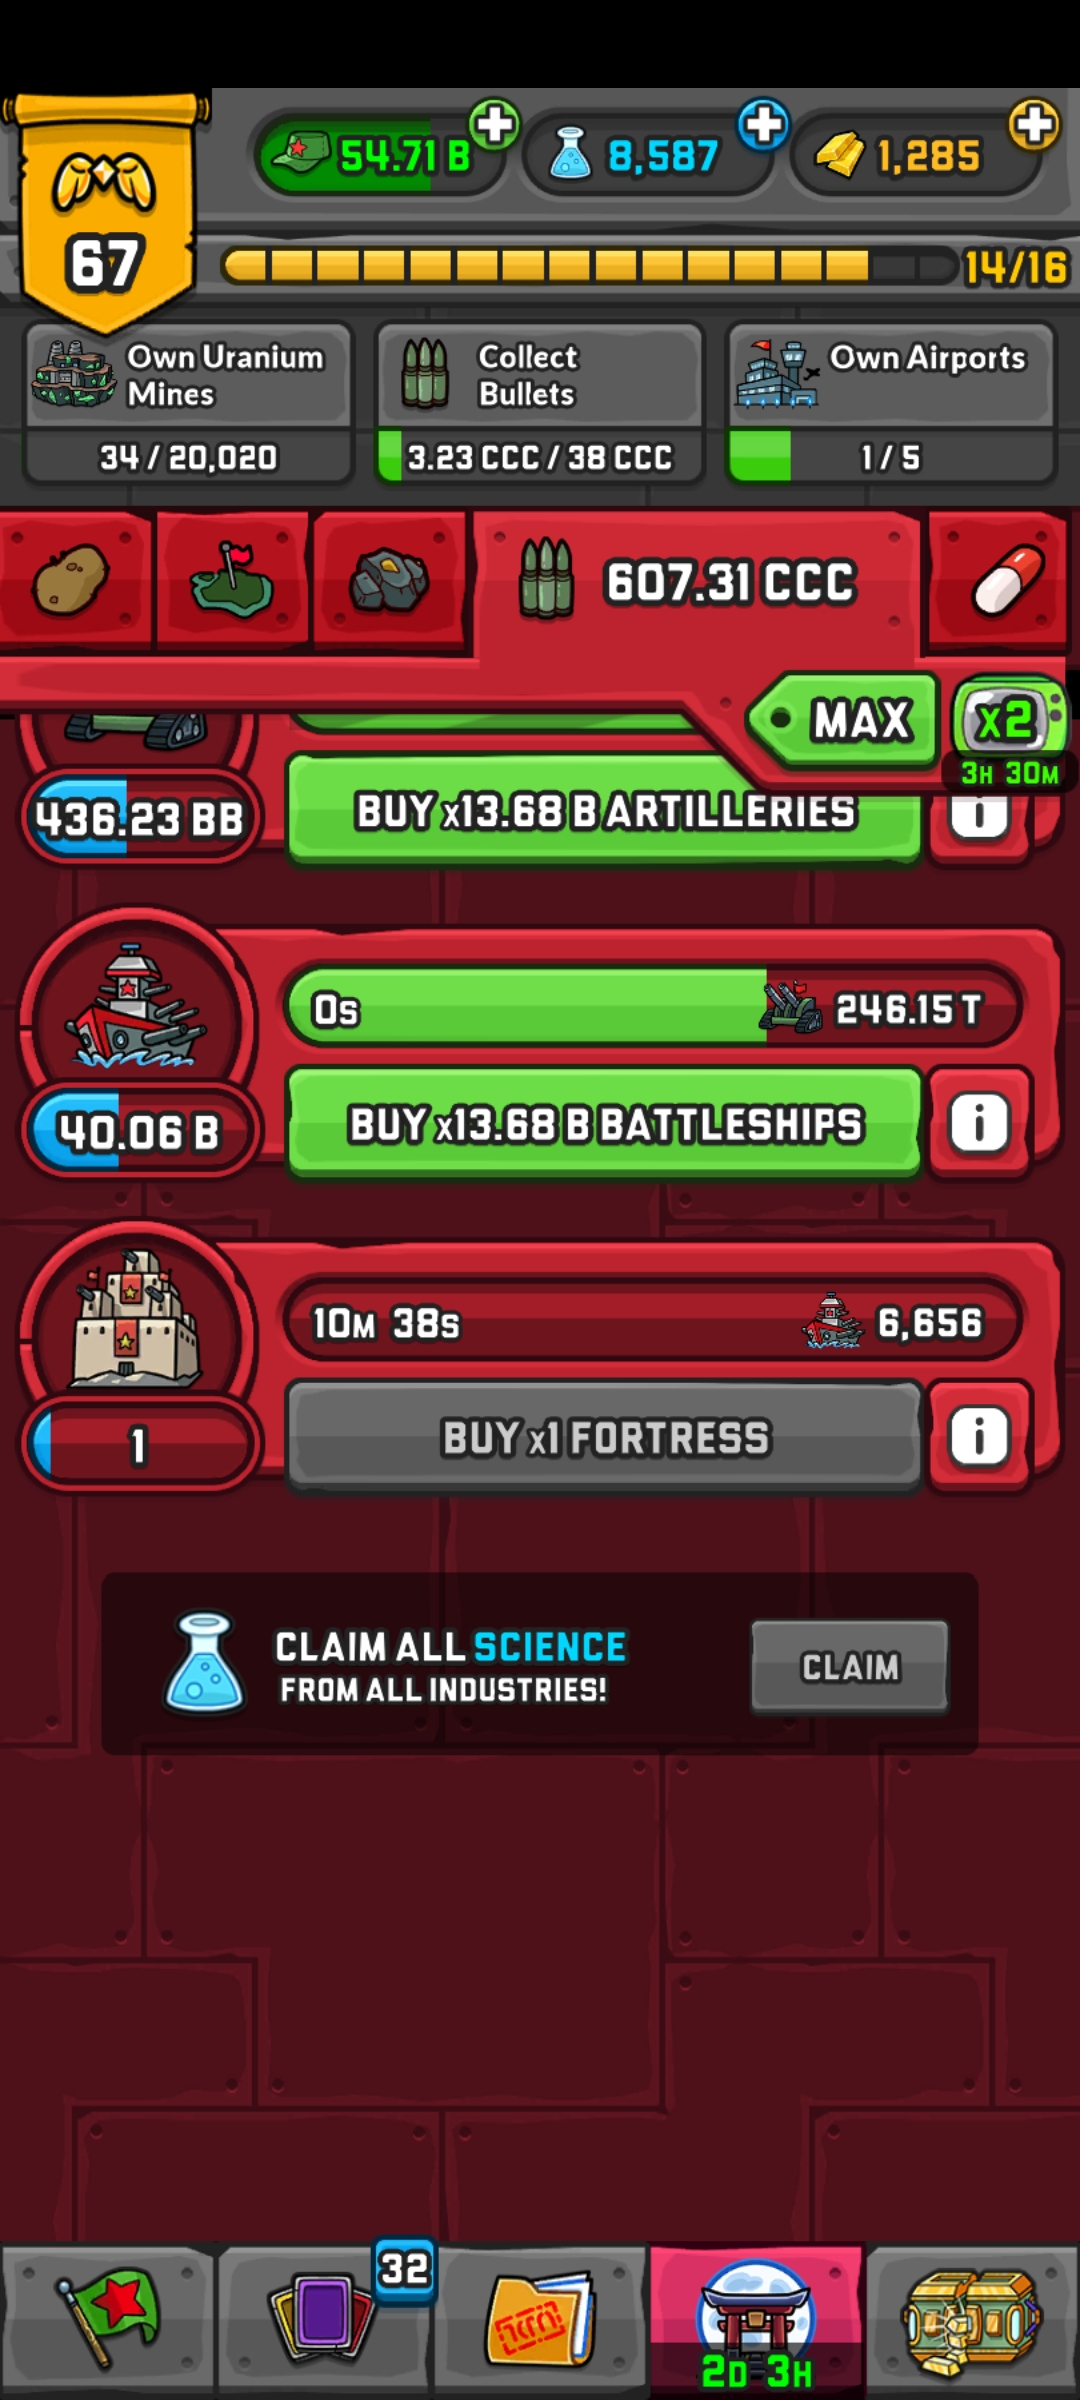 54.71 B
8,587
1,285
67
14/16
Own Uranium
Mines
34 / 20,020
Collect
Bullets
3.23 CCC / 38 CCC
Own Airports
1 / 5
607.31 CCC
MAX
X2
3H 30M
436.23 BB
BUY x13.68 B ARTILLERIES
i
0s
246.15 T
40.06 B
BUY x13.68 B BATTLESHIPS
i
10M 38s
6,656
1
BUY x1 FORTRESS
i
CLAIM ALL SCIENCE
FROM ALL INDUSTRIES!
CLAIM
32
2D 3H